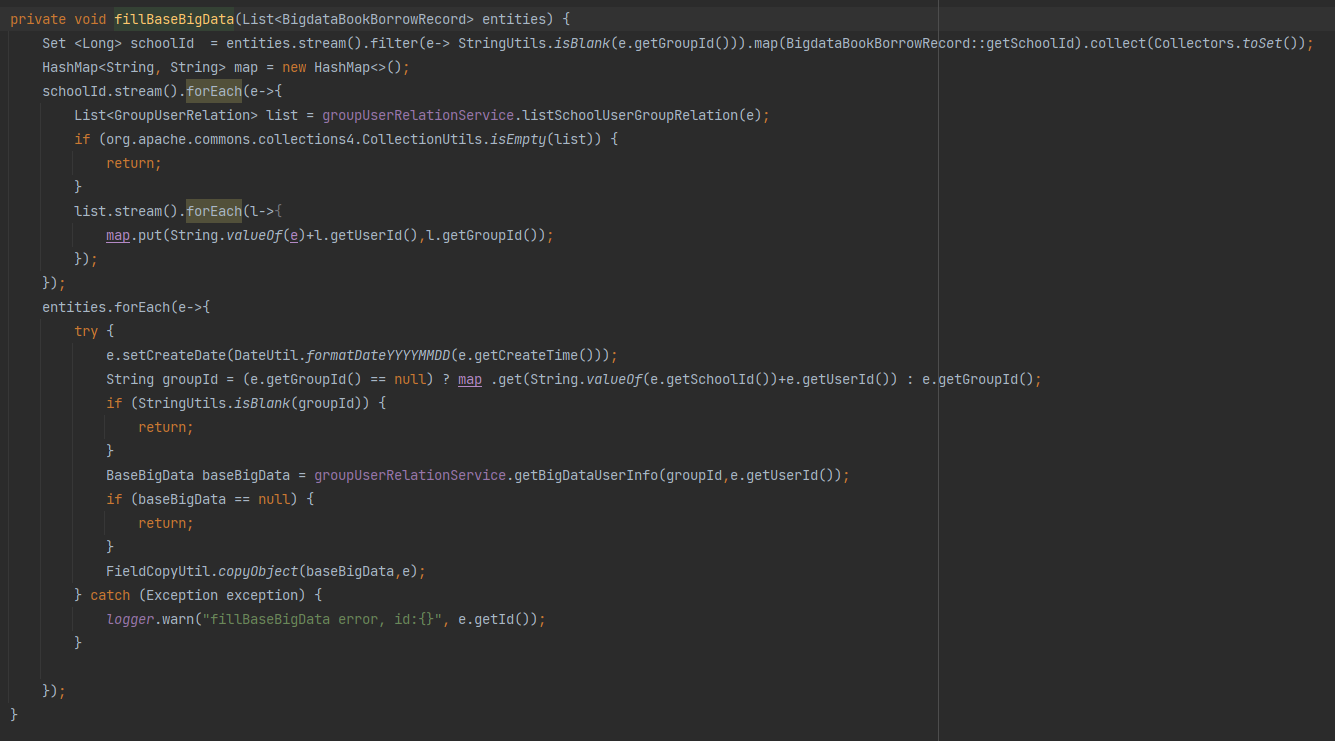 private void fillBaseBigData(List<BigdataBookBorrowRecord> entities) {
    Set <Long> schoolId  = entities.stream().filter(e-> StringUtils.isBlank(e.getGroupId())).map(BigdataBookBorrowRecord::getSchoolId).collect(Collectors.toSet());
    HashMap<String, String> map = new HashMap<>();
    schoolId.stream().forEach(e->{
        List<GroupUserRelation> list = groupUserRelationService.listSchoolUserGroupRelation(e);
        if (org.apache.commons.collections4.CollectionUtils.isEmpty(list)) {
            return;
        }
        list.stream().forEach(l->{
            map.put(String.valueOf(e)+l.getUserId(),l.getGroupId());
        });
    });
    entities.forEach(e->{
        try {
            e.setCreateDate(DateUtil.formatDateYYYYMMDD(e.getCreateTime()));
            String groupId = (e.getGroupId() == null) ? map .get(String.valueOf(e.getSchoolId())+e.getUserId()) : e.getGroupId();
            if (StringUtils.isBlank(groupId)) {
                return;
            }
            BaseBigData baseBigData = groupUserRelationService.getBigDataUserInfo(groupId,e.getUserId());
            if (baseBigData == null) {
                return;
            }
            FieldCopyUtil.copyObject(baseBigData,e);
        } catch (Exception exception) {
            logger.warn("fillBaseBigData error, id:{}", e.getId());
        }
    });
}